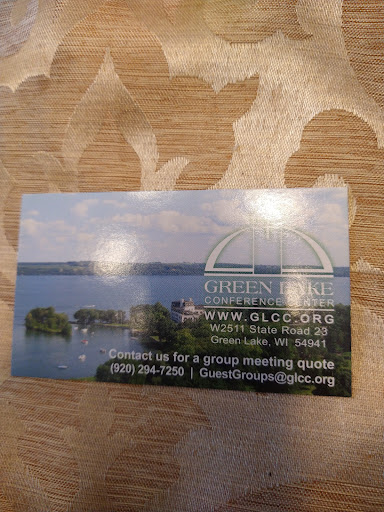 GREEN LAKE
CONFERENCE CENTER
WWW.GLCC.ORG
W2511 State Road 23
Green Lake, WI 54941
Contact us for a group meeting quote
(920) 294-7250 | GuestGroups@glcc.org